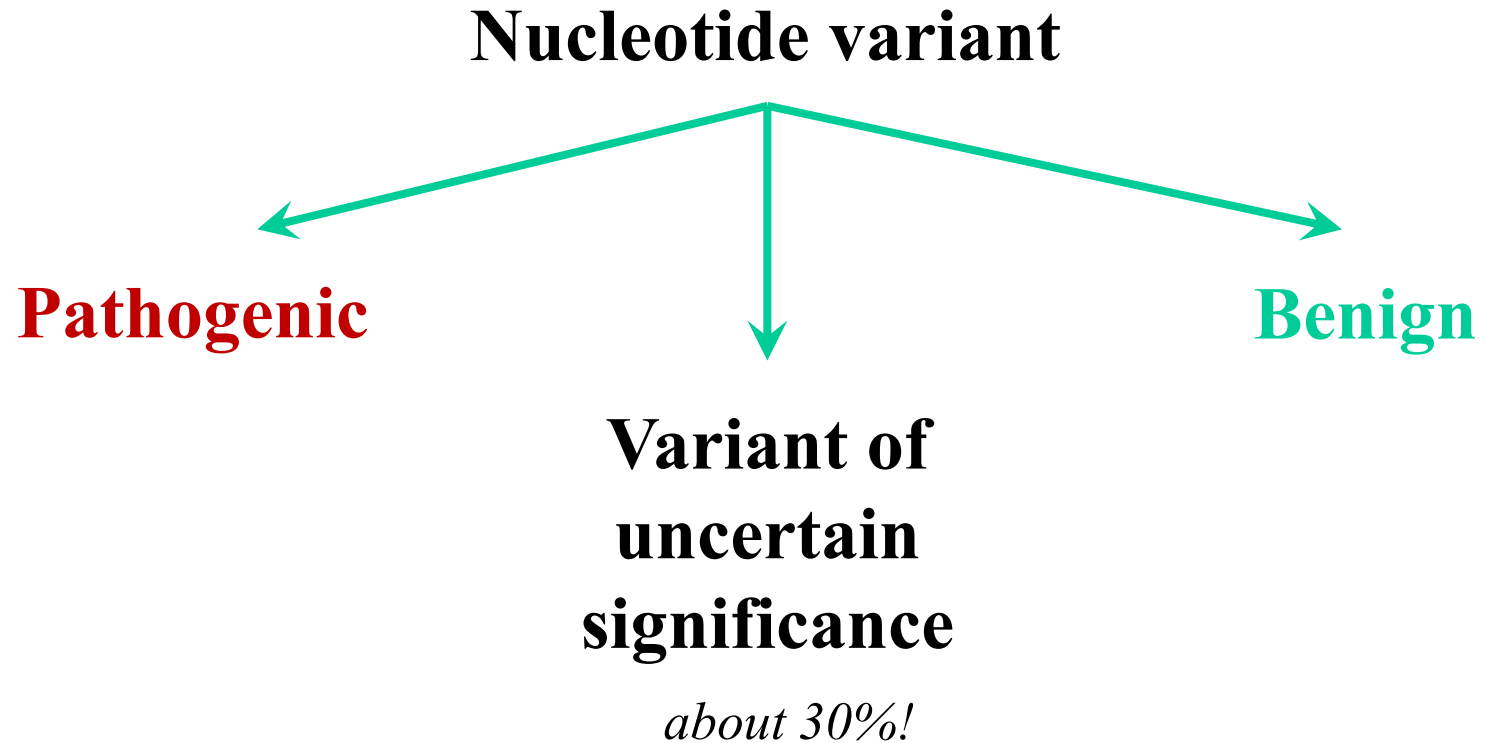 Nucleotide variant
Pathogenic
Benign
Variant of
uncertain
significance
about 30%!